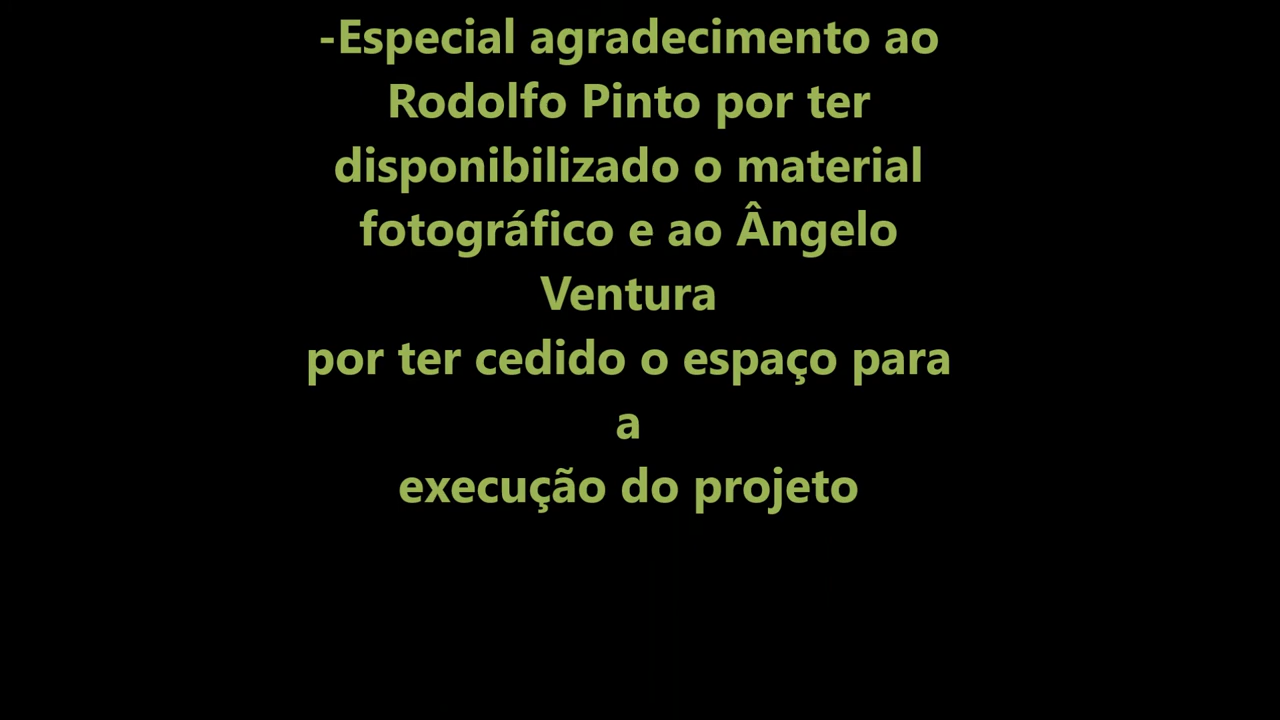 -Especial agradecimento ao
Rodolfo Pinto por ter
disponibilizado o material
fotográfico e ao Ângelo
Ventura
por ter cedido o espaço para
a
execução do projeto